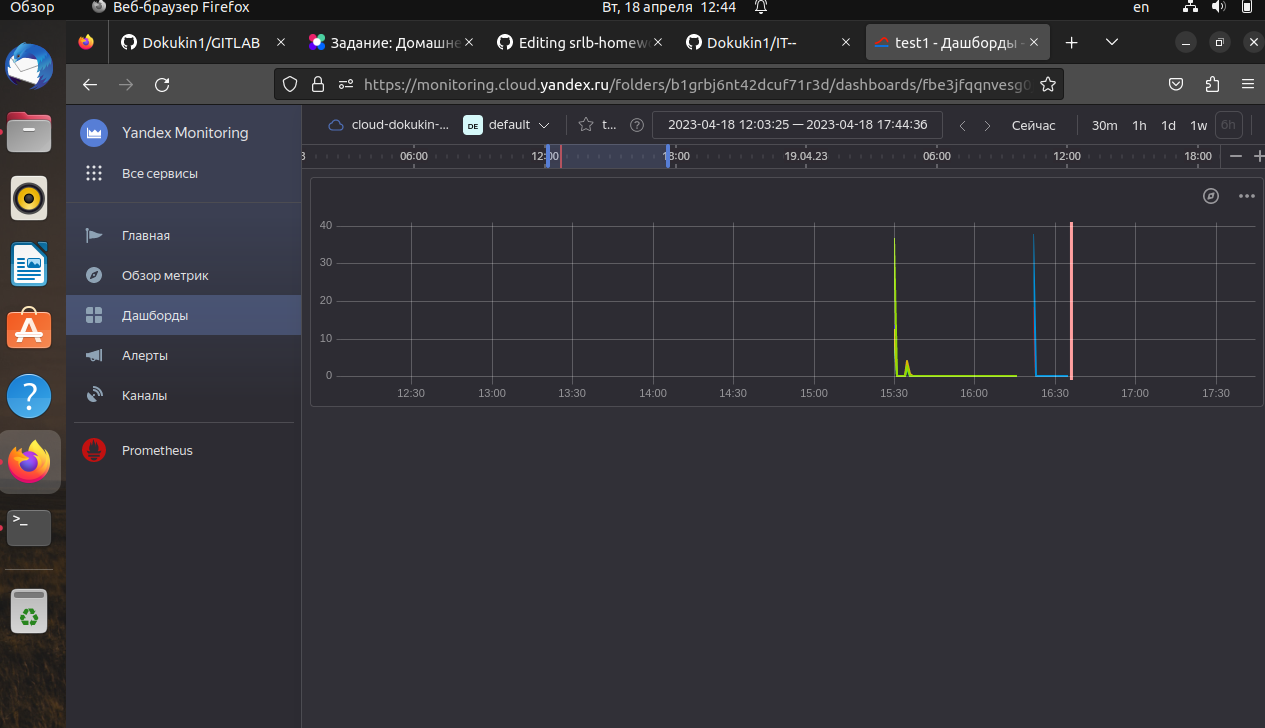 Обзор Веб-браузер Firefox Вт, 18 апреля 12:44 en
Dokukin1/GITLAB Задание: Домашне Editing srlb-homew Dokukin1/IT-- test1 - Дашборды -
https://monitoring.cloud.yandex.ru/folders/b1grbj6nt42dcuf71r3d/dashboards/fbe3jfqqnvesg0
Yandex Monitoring
cloud-dokukin-... DE default t... 2023-04-18 12:03:25 — 2023-04-18 17:44:36 Сейчас 30m 1h 1d 1w 6h
06:00 12:00 18:00 19.04.23 06:00 12:00 18:00
Все сервисы
Главная
Обзор метрик
Дашборды
Алерты
Каналы
Prometheus
40
30
20
10
0
12:30 13:00 13:30 14:00 14:30 15:00 15:30 16:00 16:30 17:00 17:30